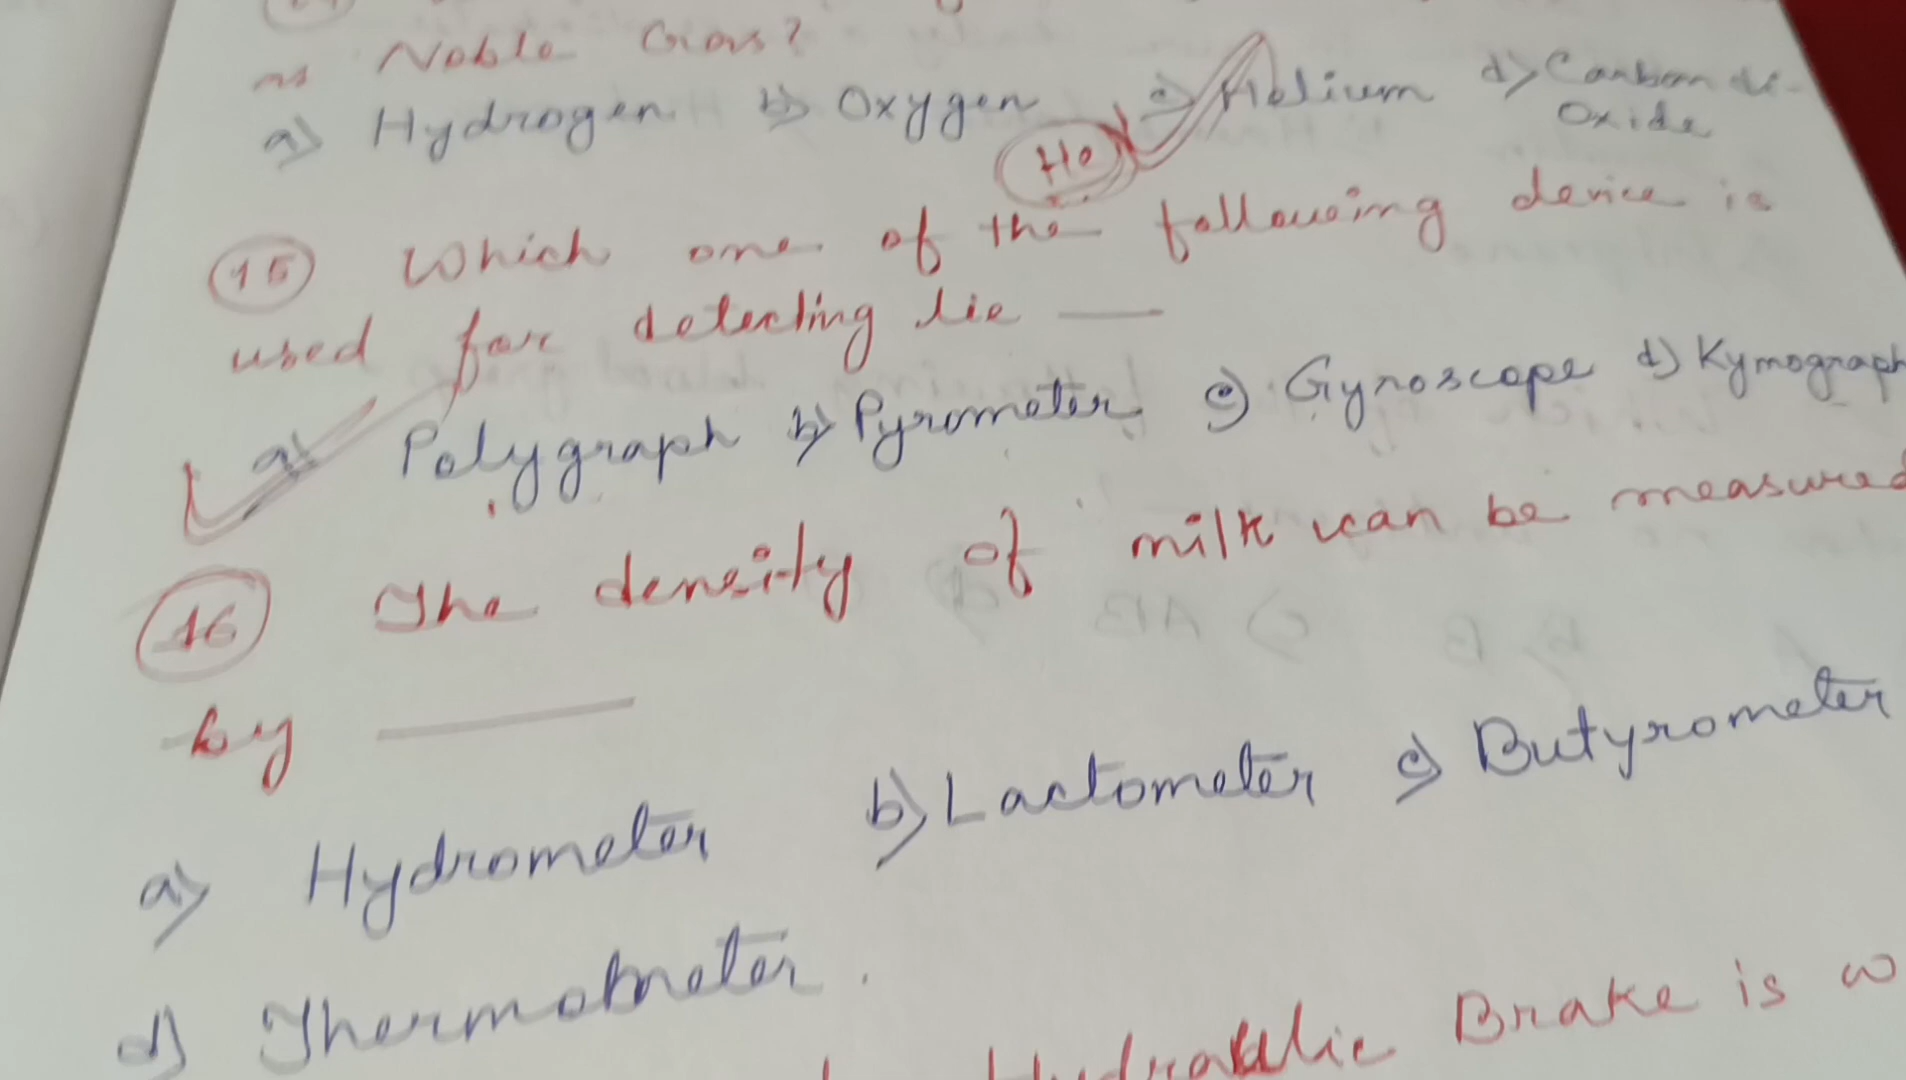 as Noble Gas?
a) Hydrogen b) Oxygen c) Helium d) Carbon di-
Oxide
He
15 Which one of the following device is
used for detecting lie —
a) Polygraph b) Pyrometer c) Gyroscope d) Kymograph
16 The density of milk can be measured
by —
a) Hydrometer b) Lactometer c) Butyrometer
d) Thermometer.
Hydraulic Brake is w